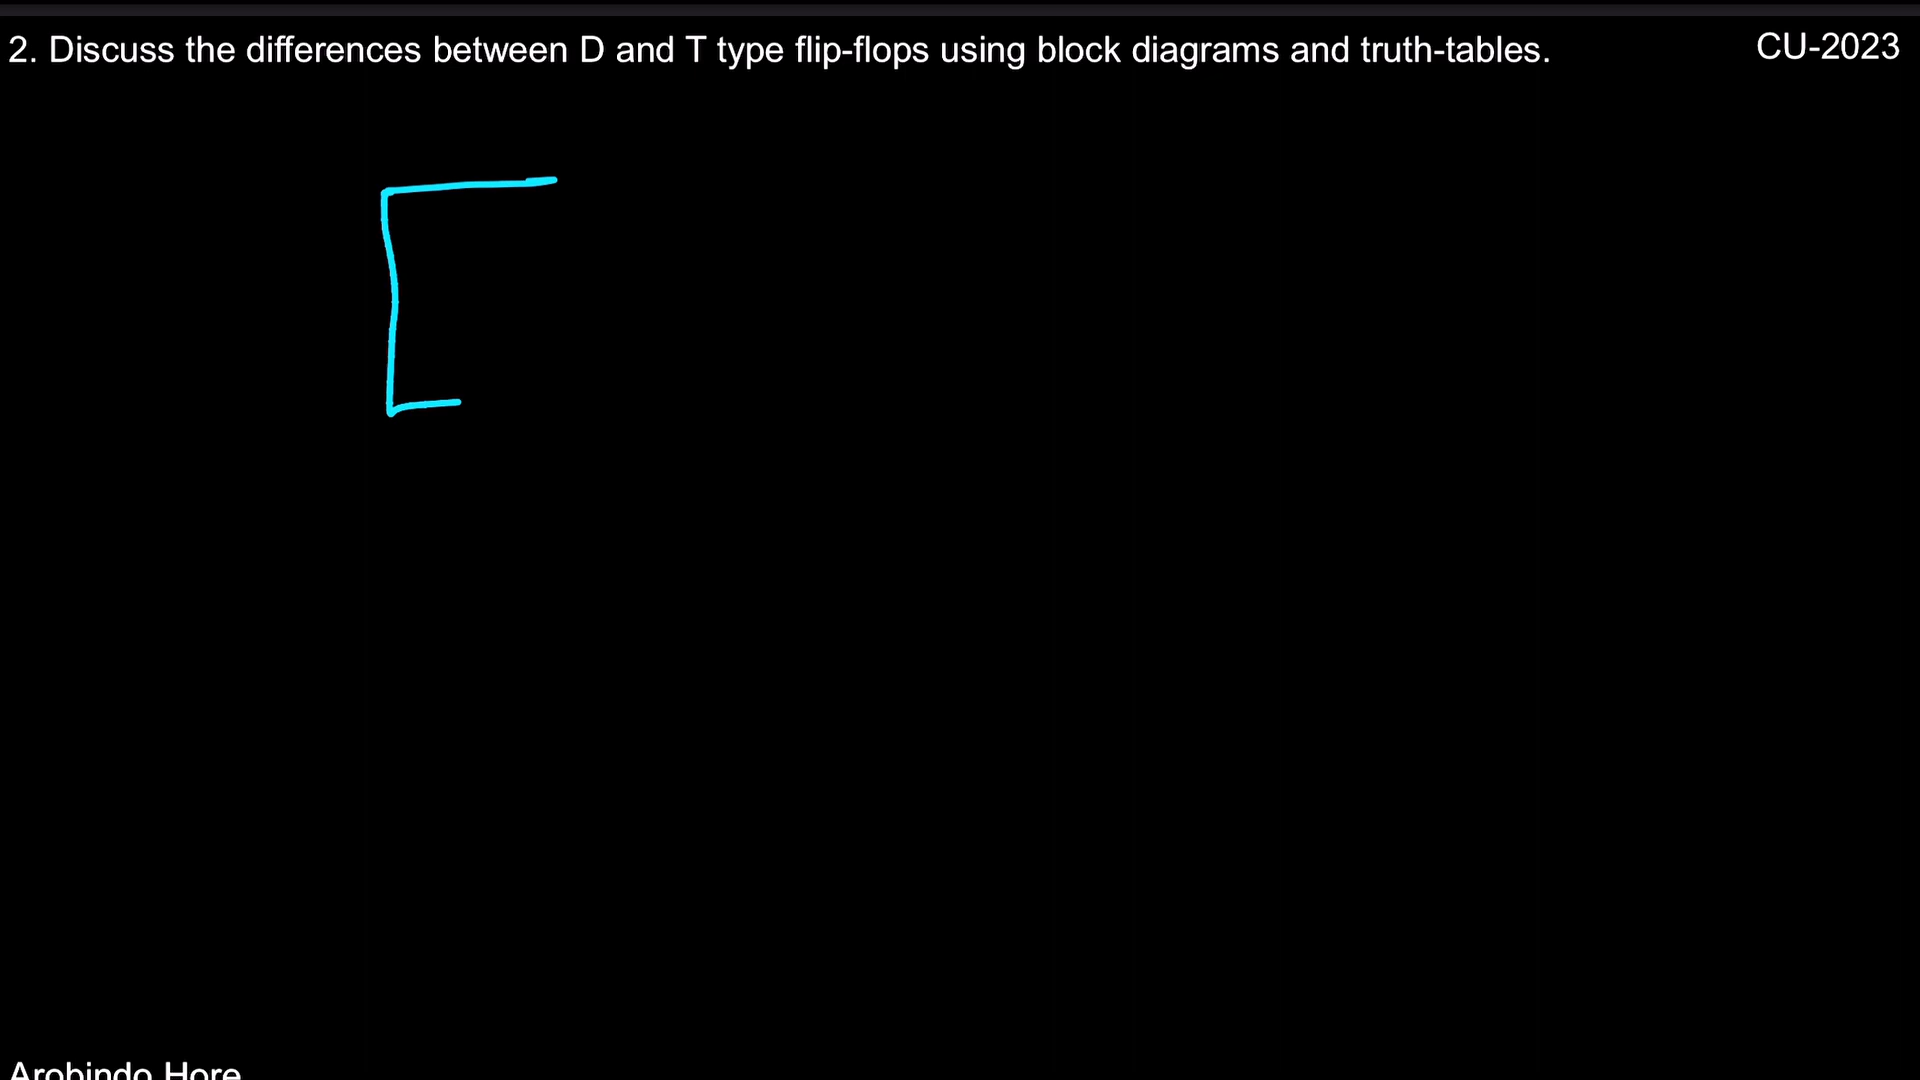 2. Discuss the differences between D and T type flip-flops using block diagrams and truth-tables.
CU-2023
Arobindo Hore